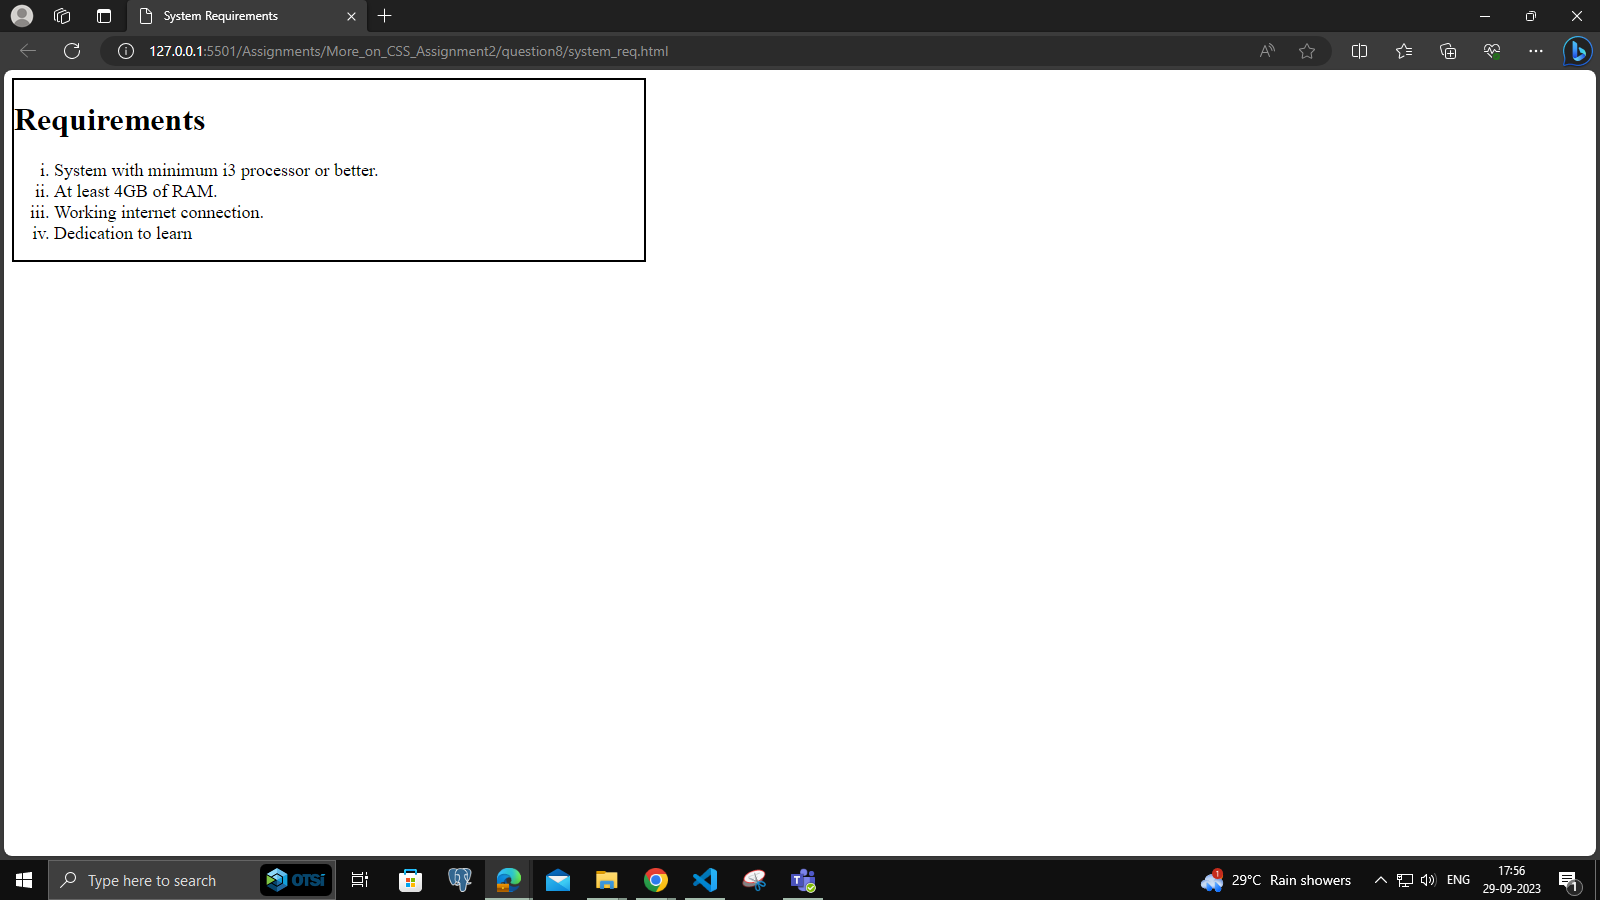 System Requirements
127.0.0.1:5501/Assignments/More_on_CSS_Assignment2/question8/system_req.html
Requirements
i. System with minimum i3 processor or better.
ii. At least 4GB of RAM.
iii. Working internet connection.
iv. Dedication to learn
Type here to search
OTSi
1
29°C Rain showers
ENG
17:56
29-09-2023
1